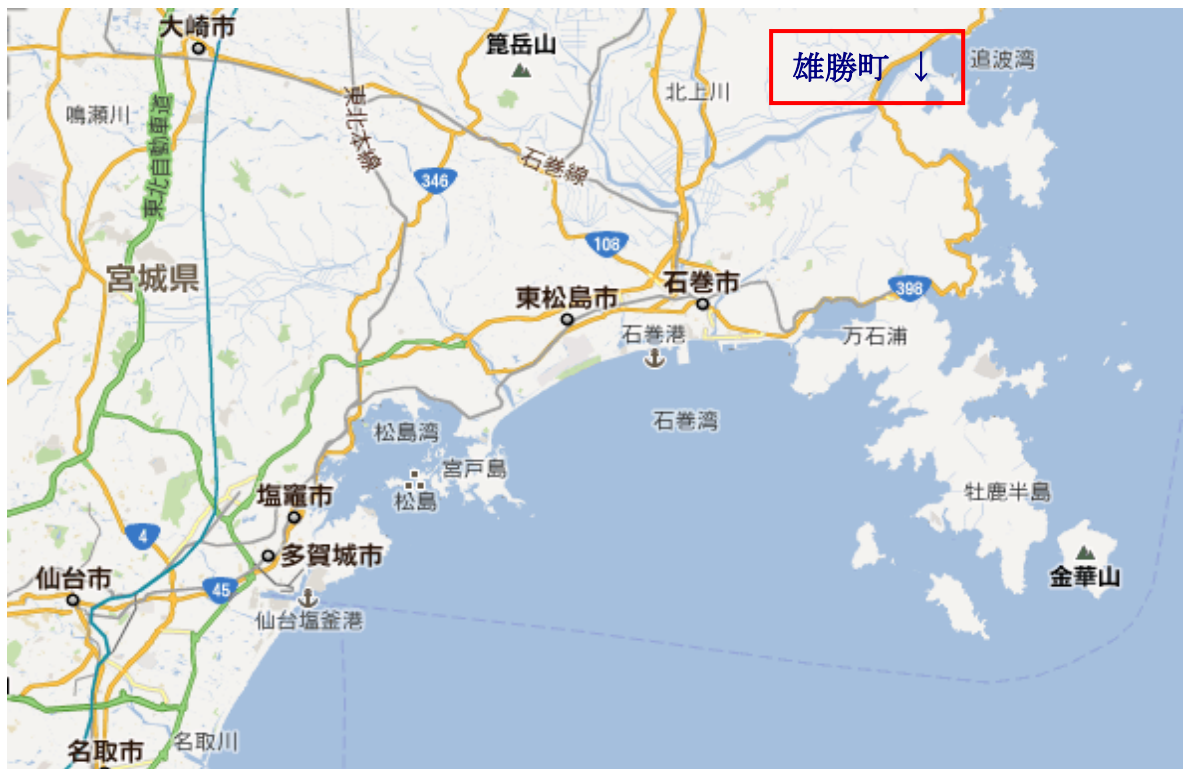 大崎市
箟岳山
雄勝町 ↓
追波湾
鳴瀬川
東北自動車道
東北本線
北上川
石巻線
346
108
宮城県
東松島市
石巻市
398
石巻港
万石浦
松島湾
石巻湾
宮戸島
松島
塩竈市
牡鹿半島
4
多賀城市
仙台市
45
金華山
仙台塩釜港
名取市
名取川